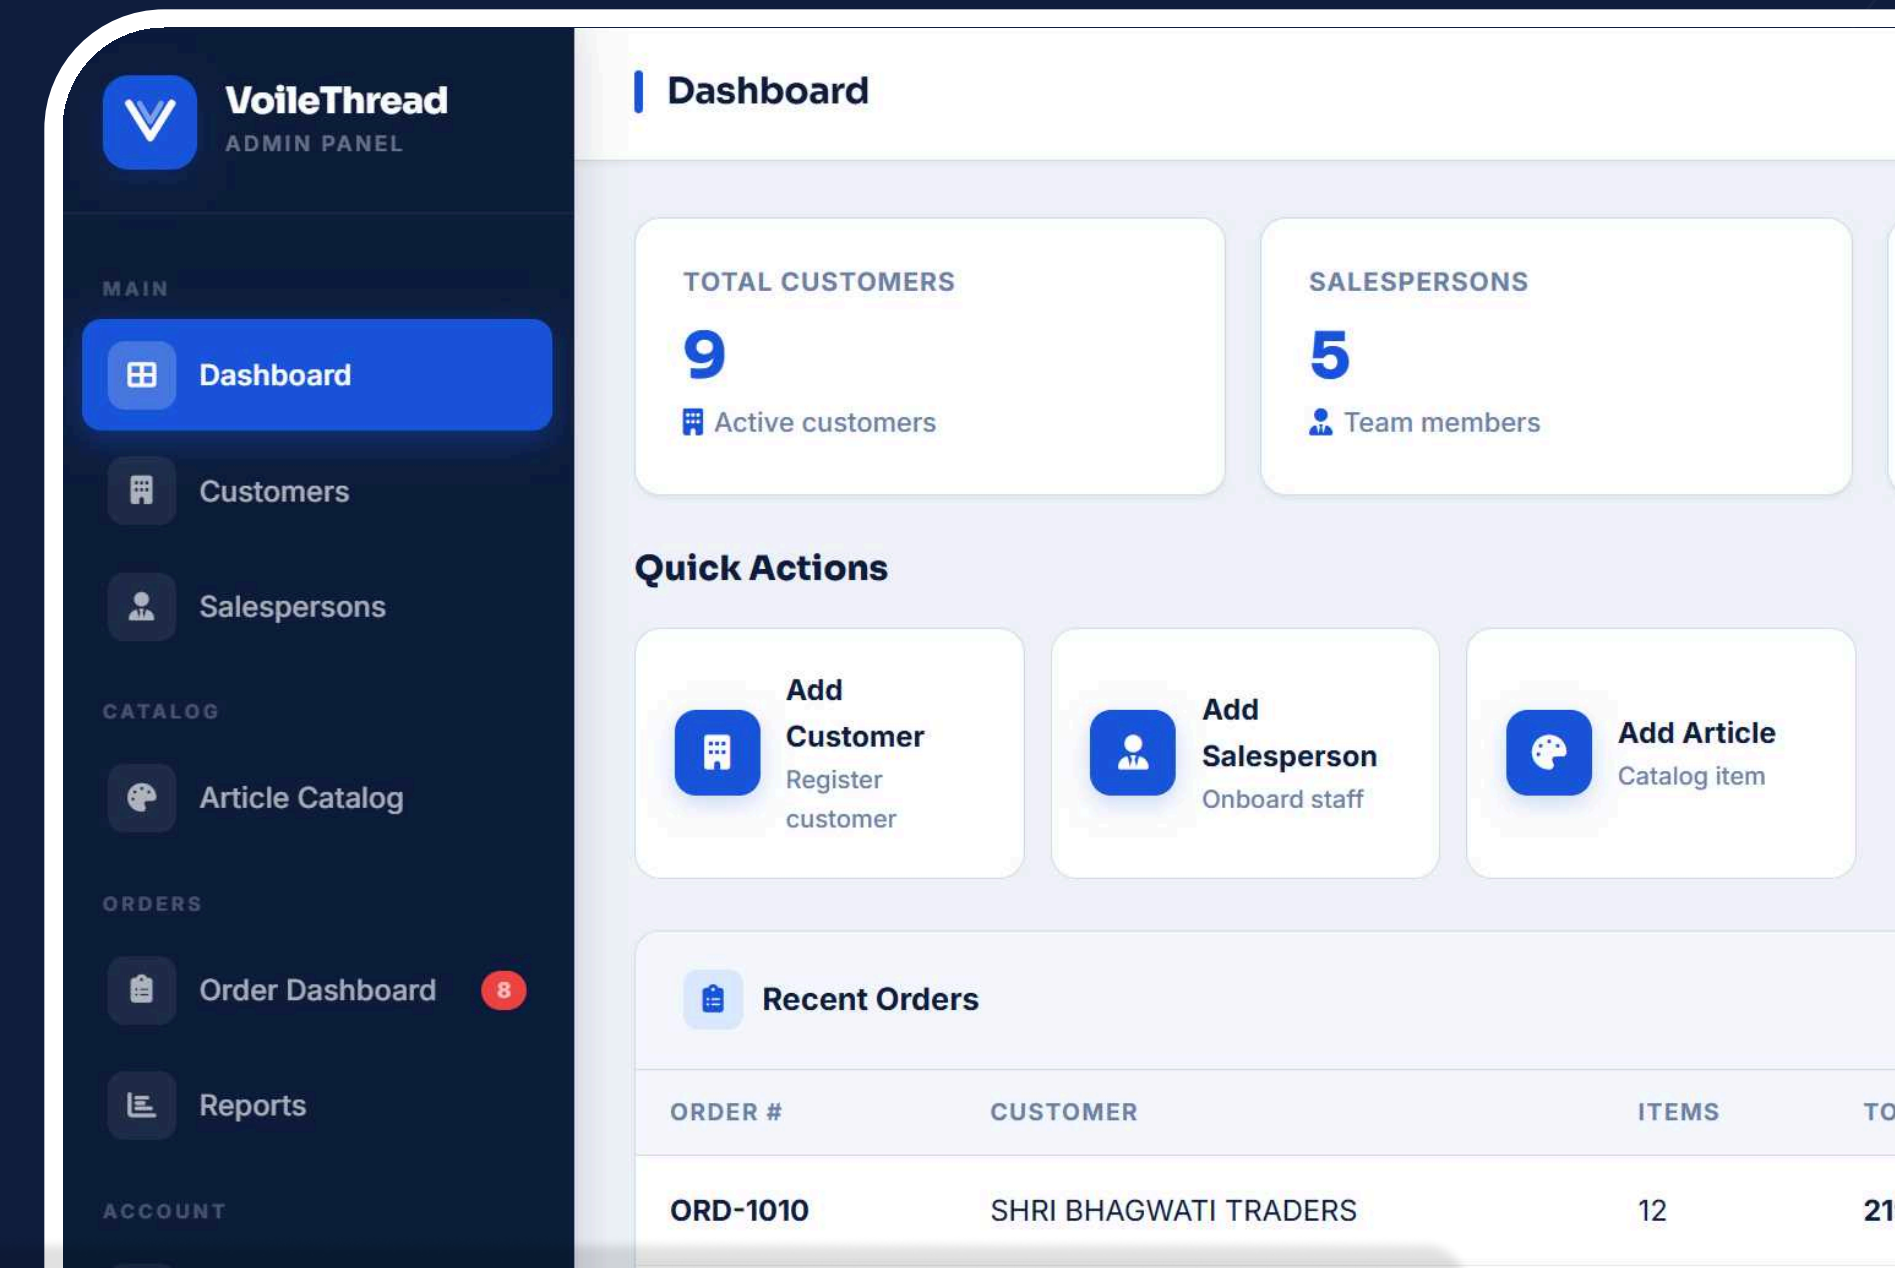 VoileThread
ADMIN PANEL
MAIN
Dashboard
Customers
Salespersons
CATALOG
Article Catalog
ORDERS
Order Dashboard 8
Reports
ACCOUNT
Dashboard
TOTAL CUSTOMERS
9
Active customers
SALESPERSONS
5
Team members
Quick Actions
Add
Customer
Register
customer
Add
Salesperson
Onboard staff
Add Article
Catalog item
Recent Orders
ORDER # CUSTOMER ITEMS
ORD-1010 SHRI BHAGWATI TRADERS 12